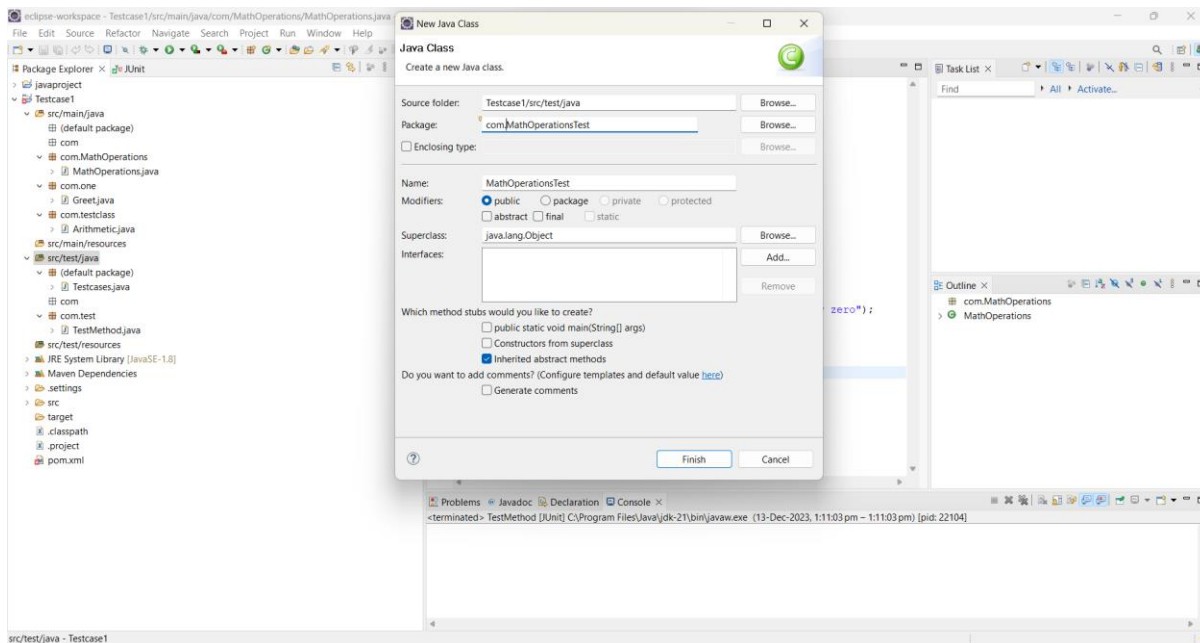 eclipse-workspace - Testcase1/src/main/java/com/MathOperations/MathOperations.java
File Edit Source Refactor Navigate Search Project Run Window Help
Package Explorer
JUnit
javaproject
Testcase1
src/main/java
(default package)
com
com.MathOperations
MathOperations.java
com.one
Greet.java
com.testclass
Arithmetic.java
src/main/resources
src/test/java
(default package)
Testcases.java
com
com.test
TestMethod.java
src/test/resources
JRE System Library [JavaSE-1.8]
Maven Dependencies
.settings
src
target
.classpath
.project
pom.xml
New Java Class
Java Class
Create a new Java class.
Source folder: Testcase1/src/test/java Browse...
Package: com.MathOperationsTest Browse...
Enclosing type: Browse...
Name: MathOperationsTest
Modifiers: public package private protected
abstract final static
Superclass: java.lang.Object Browse...
Interfaces: Add...
Remove
Which method stubs would you like to create?
public static void main(String[] args)
Constructors from superclass
Inherited abstract methods
Do you want to add comments? (Configure templates and default value here)
Generate comments
Finish Cancel
zero");
Task List
Find All Activate...
Outline
com.MathOperations
MathOperations
Problems Javadoc Declaration Console
<terminated> TestMethod [JUnit] C:\Program Files\Java\jdk-21\bin\javaw.exe (13-Dec-2023, 1:11:03 pm – 1:11:03 pm) [pid: 22104]
src/test/java - Testcase1